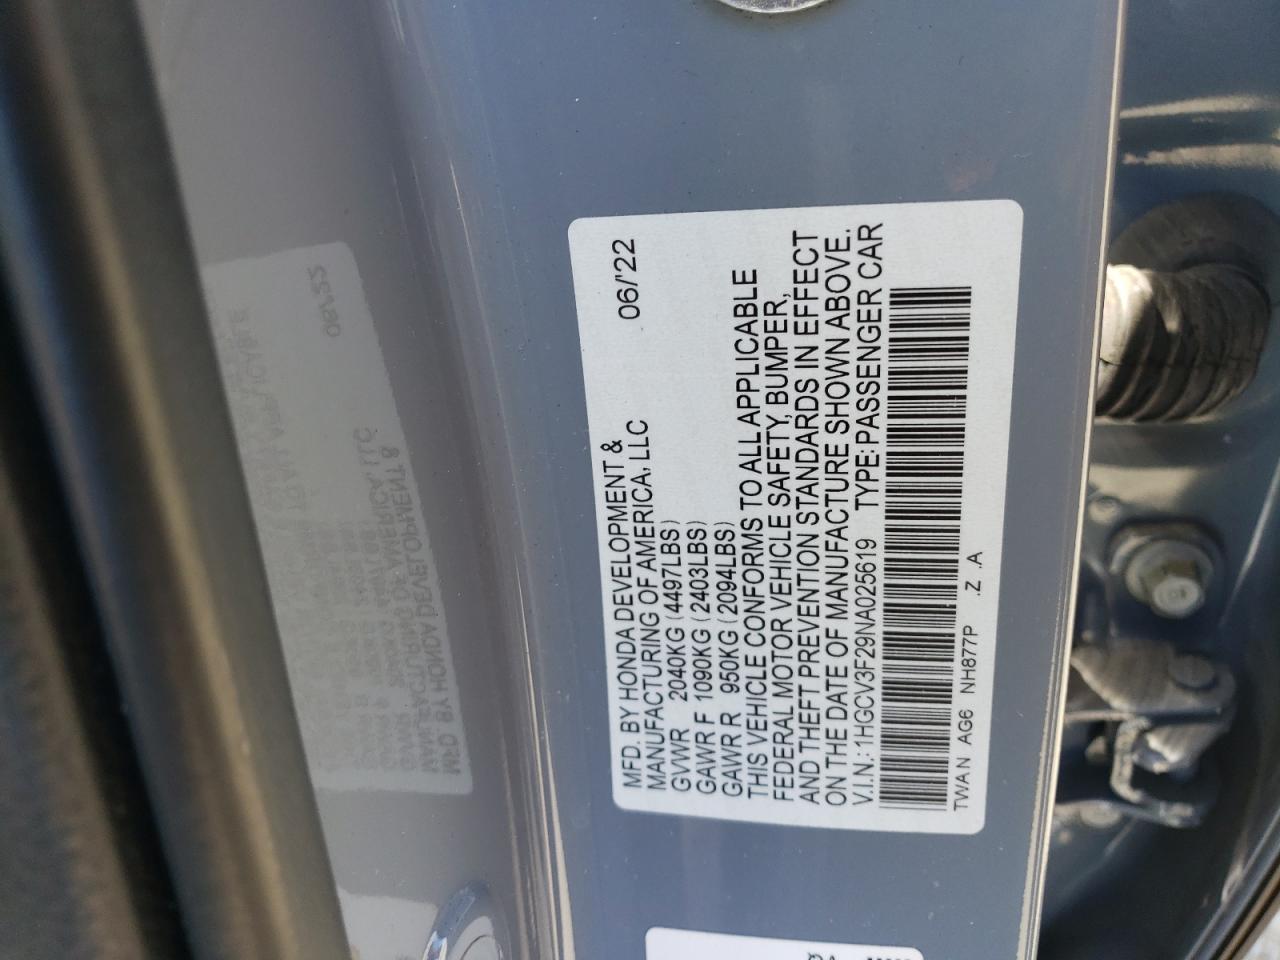 MFD. BY HONDA DEVELOPMENT &
MANUFACTURING OF AMERICA, LLC 06/'22
GVWR 2040KG (4497LBS)
GAWR F 1090KG (2403LBS)
GAWR R 950KG (2094LBS)
THIS VEHICLE CONFORMS TO ALL APPLICABLE
FEDERAL MOTOR VEHICLE SAFETY, BUMPER,
AND THEFT PREVENTION STANDARDS IN EFFECT
ON THE DATE OF MANUFACTURE SHOWN ABOVE.
V.I.N.:1HGCV3F29NA025619 TYPE:PASSENGER CAR
TWAN AG6 NH877P .Z .A